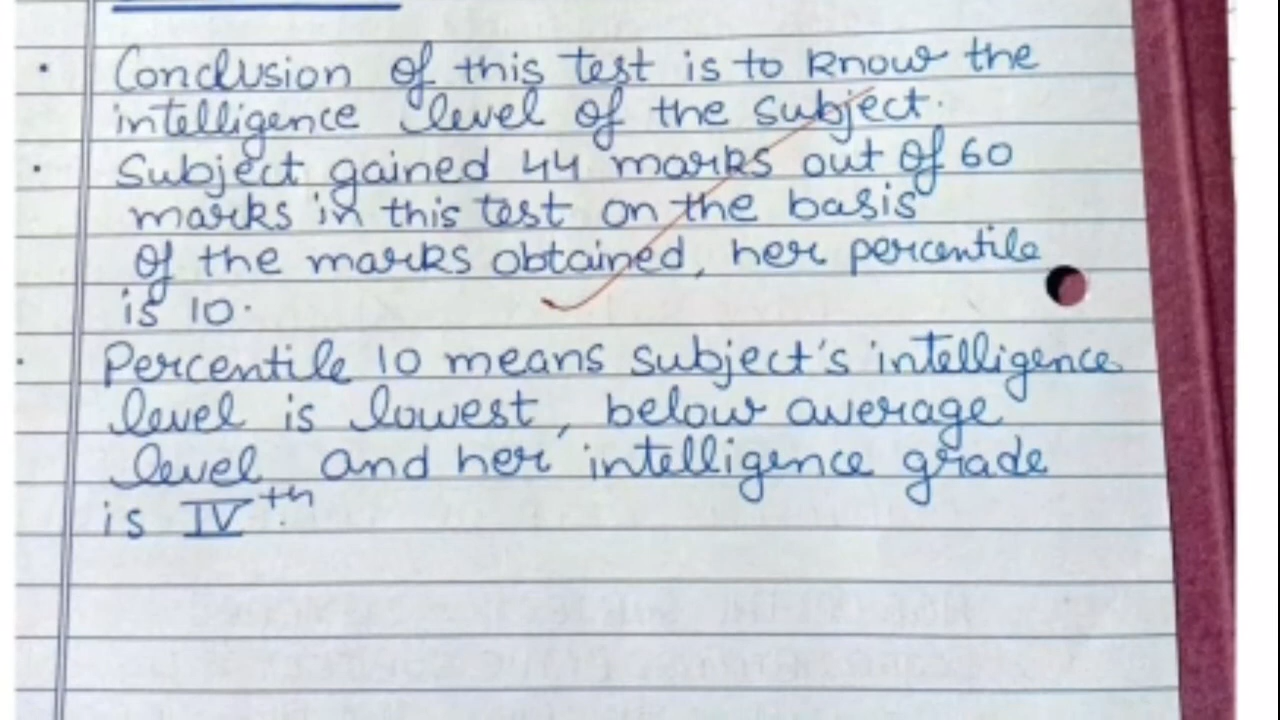 • Conclusion of this test is to know the
intelligence level of the subject.
• Subject gained 44 marks out of 60
marks in this test on the basis
of the marks obtained, her percentile
is 10.
• Percentile 10 means subject's intelligence
level is lowest, below average
level and her intelligence grade
is IVth.